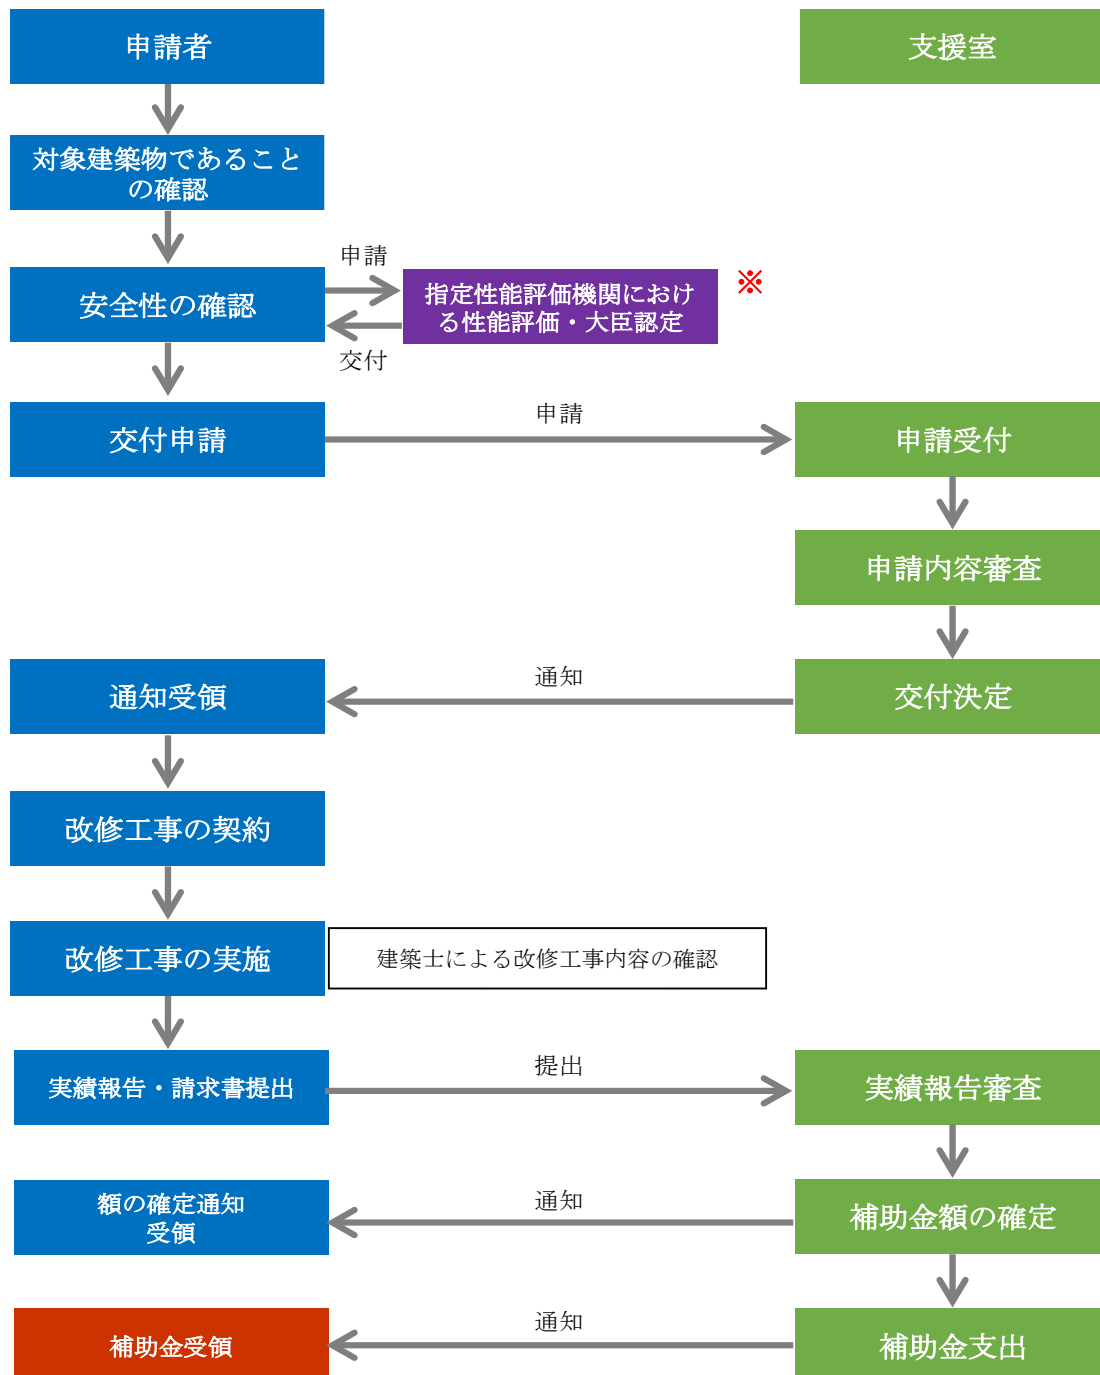 申請者
支援室
対象建築物であること
の確認
申請
安全性の確認
指定性能評価機関におけ
る性能評価・大臣認定
※
交付
交付申請
申請
申請受付
申請内容審査
通知受領
通知
交付決定
改修工事の契約
改修工事の実施
建築士による改修工事内容の確認
実績報告・請求書提出
提出
実績報告審査
額の確定通知
受領
通知
補助金額の確定
補助金受領
通知
補助金支出